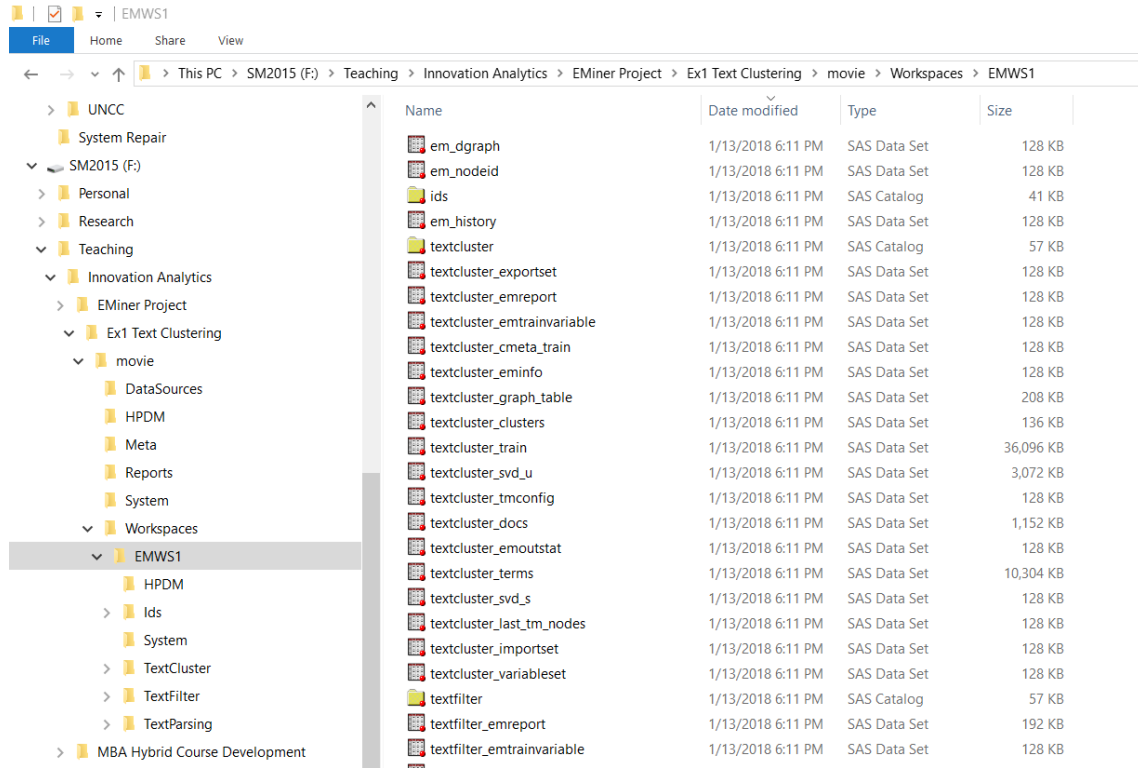 EMWS1
File Home Share View
This PC > SM2015 (F:) > Teaching > Innovation Analytics > EMiner Project > Ex1 Text Clustering > movie > Workspaces > EMWS1
UNCC
System Repair
SM2015 (F:)
Personal
Research
Teaching
Innovation Analytics
EMiner Project
Ex1 Text Clustering
movie
DataSources
HPDM
Meta
Reports
System
Workspaces
EMWS1
HPDM
Ids
System
TextCluster
TextFilter
TextParsing
MBA Hybrid Course Development
Name Date modified Type Size
em_dgraph 1/13/2018 6:11 PM SAS Data Set 128 KB
em_nodeid 1/13/2018 6:11 PM SAS Data Set 128 KB
ids 1/13/2018 6:11 PM SAS Catalog 41 KB
em_history 1/13/2018 6:11 PM SAS Data Set 128 KB
textcluster 1/13/2018 6:11 PM SAS Catalog 57 KB
textcluster_exportset 1/13/2018 6:11 PM SAS Data Set 128 KB
textcluster_emreport 1/13/2018 6:11 PM SAS Data Set 128 KB
textcluster_emtrainvariable 1/13/2018 6:11 PM SAS Data Set 128 KB
textcluster_cmeta_train 1/13/2018 6:11 PM SAS Data Set 128 KB
textcluster_eminfo 1/13/2018 6:11 PM SAS Data Set 128 KB
textcluster_graph_table 1/13/2018 6:11 PM SAS Data Set 208 KB
textcluster_clusters 1/13/2018 6:11 PM SAS Data Set 136 KB
textcluster_train 1/13/2018 6:11 PM SAS Data Set 36,096 KB
textcluster_svd_u 1/13/2018 6:11 PM SAS Data Set 3,072 KB
textcluster_tmconfig 1/13/2018 6:11 PM SAS Data Set 128 KB
textcluster_docs 1/13/2018 6:11 PM SAS Data Set 1,152 KB
textcluster_emoutstat 1/13/2018 6:11 PM SAS Data Set 128 KB
textcluster_terms 1/13/2018 6:11 PM SAS Data Set 10,304 KB
textcluster_svd_s 1/13/2018 6:11 PM SAS Data Set 128 KB
textcluster_last_tm_nodes 1/13/2018 6:11 PM SAS Data Set 128 KB
textcluster_importset 1/13/2018 6:11 PM SAS Data Set 128 KB
textcluster_variableset 1/13/2018 6:11 PM SAS Data Set 128 KB
textfilter 1/13/2018 6:11 PM SAS Catalog 57 KB
textfilter_emreport 1/13/2018 6:11 PM SAS Data Set 192 KB
textfilter_emtrainvariable 1/13/2018 6:11 PM SAS Data Set 128 KB